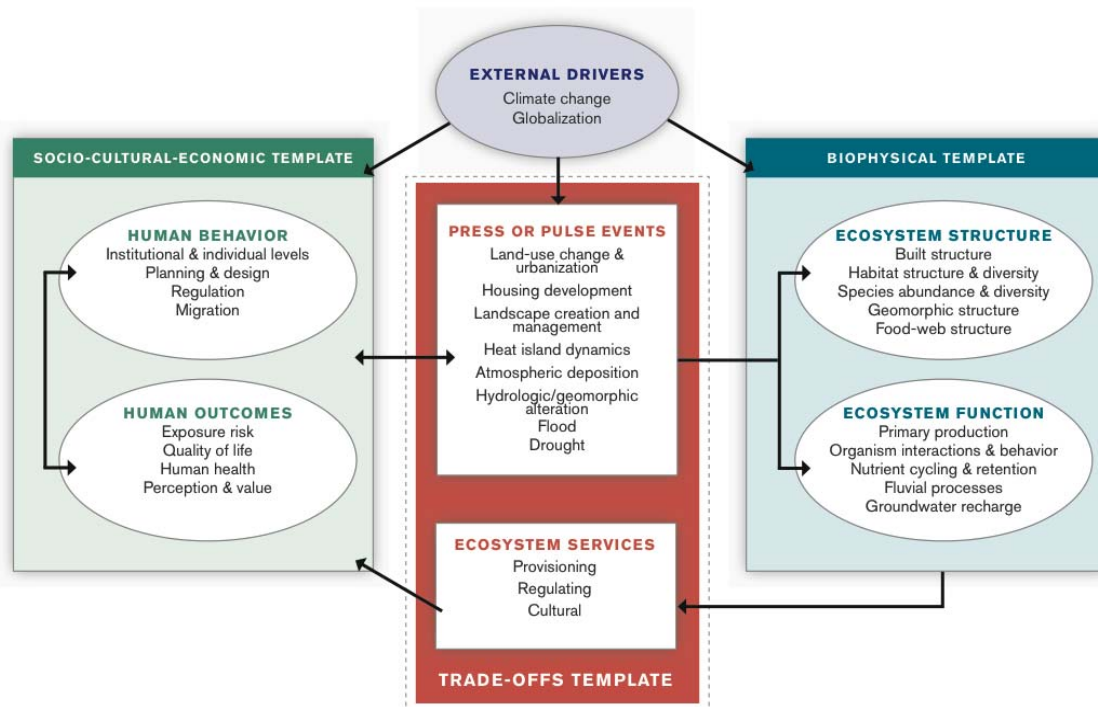 EXTERNAL DRIVERS
Climate change
Globalization
SOCIO-CULTURAL-ECONOMIC TEMPLATE
HUMAN BEHAVIOR
Institutional & individual levels
Planning & design
Regulation
Migration
HUMAN OUTCOMES
Exposure risk
Quality of life
Human health
Perception & value
PRESS OR PULSE EVENTS
Land-use change &
urbanization
Housing development
Landscape creation and
management
Heat island dynamics
Atmospheric deposition
Hydrologic/geomorphic
alteration
Flood
Drought
ECOSYSTEM SERVICES
Provisioning
Regulating
Cultural
TRADE-OFFS TEMPLATE
BIOPHYSICAL TEMPLATE
ECOSYSTEM STRUCTURE
Built structure
Habitat structure & diversity
Species abundance & diversity
Geomorphic structure
Food-web structure
ECOSYSTEM FUNCTION
Primary production
Organism interactions & behavior
Nutrient cycling & retention
Fluvial processes
Groundwater recharge